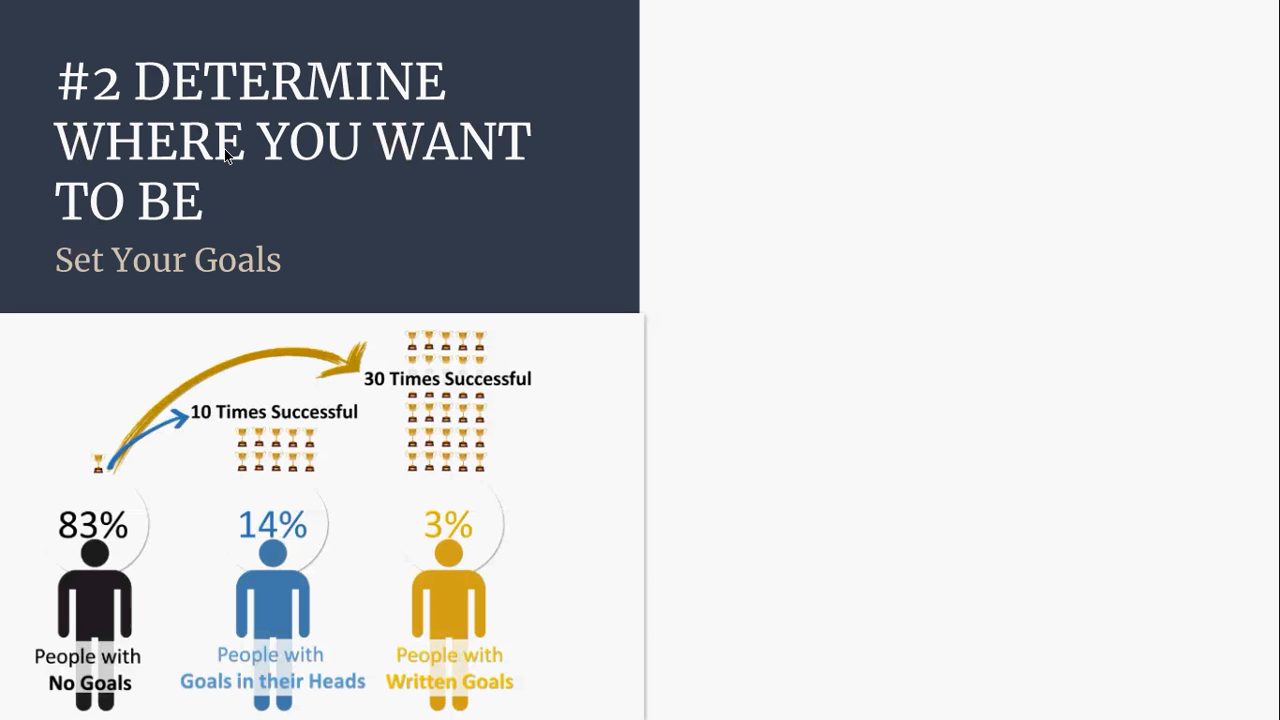 #2 DETERMINE
WHERE YOU WANT
TO BE
Set Your Goals
30 Times Successful
10 Times Successful
83%
14%
3%
People with
No Goals
People with
Goals in their Heads
People with
Written Goals